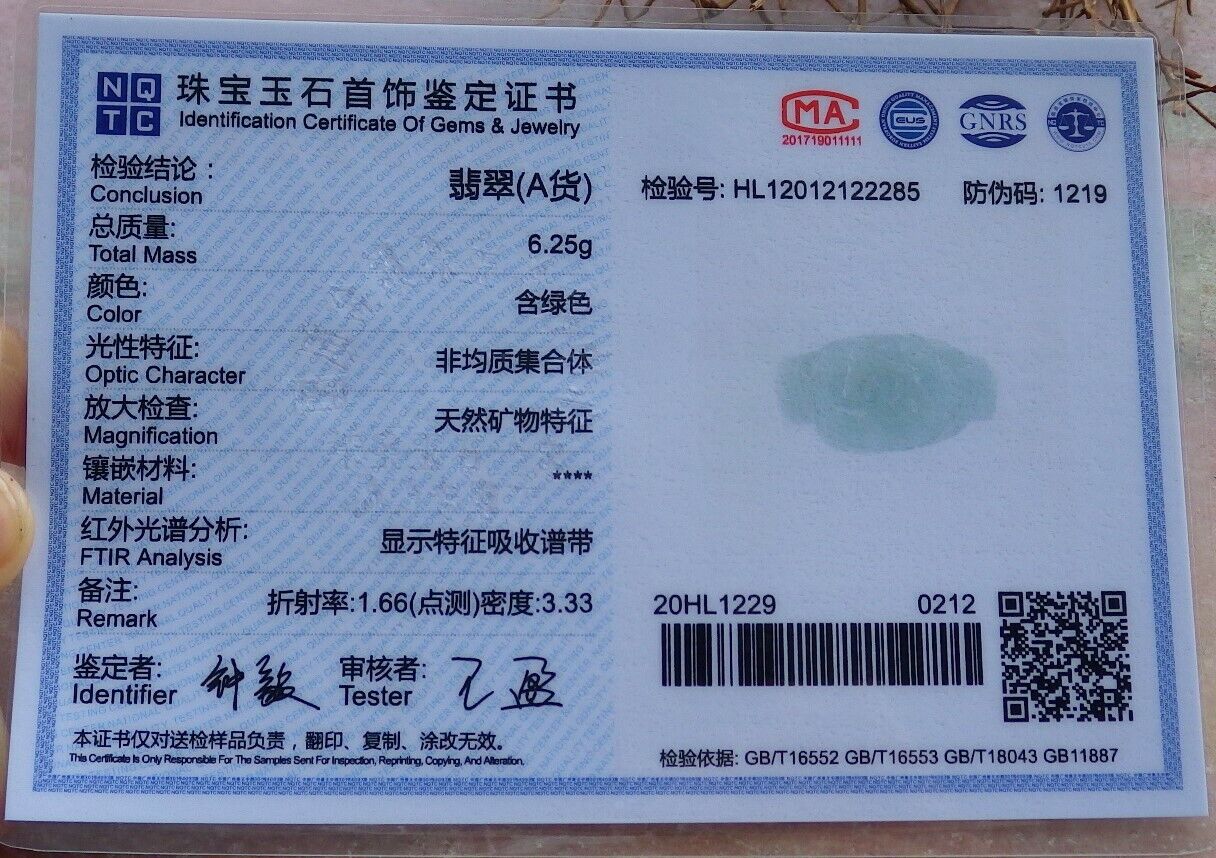 NQTC
珠宝玉石首饰鉴定证书
Identification Certificate Of Gems & Jewelry
检验结论：
Conclusion
翡翠(A货)
总质量:
Total Mass
6.25g
颜色:
Color
含绿色
光性特征:
Optic Character
非均质集合体
放大检查:
Magnification
天然矿物特征
镶嵌材料:
Material
****
红外光谱分析:
FTIR Analysis
显示特征吸收谱带
备注:
Remark
折射率:1.66(点测)密度:3.33
鉴定者:
Identifier
审核者:
Tester
本证书仅对送检样品负责，翻印、复制、涂改无效。
This Certificate Is Only Responsible For The Samples Sent For Inspection, Reprinting, Copying, And Alteration.
MA
201719011111
EUS
GNRS
检验号: HL12012122285
防伪码: 1219
20HL1229
0212
检验依据: GB/T16552 GB/T16553 GB/T18043 GB11887